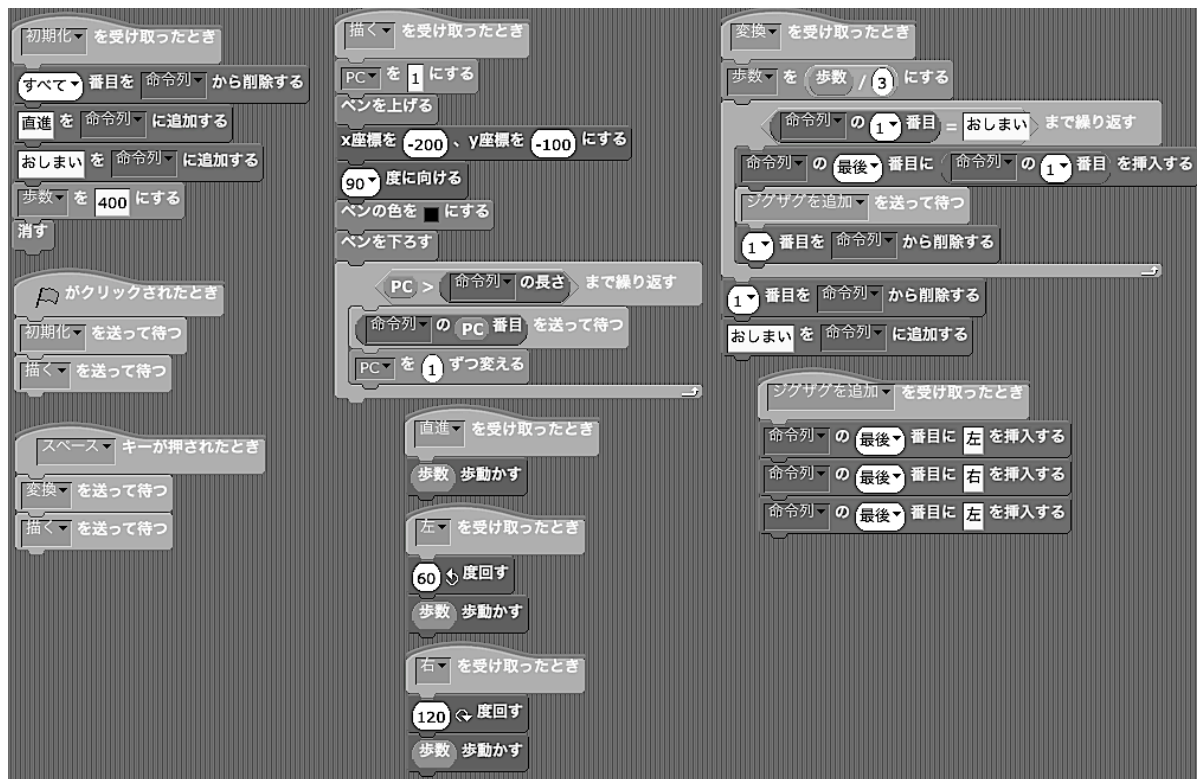 初期化 を受け取ったとき
すべて 番目を 命令列 から削除する
直進 を 命令列 に追加する
おしまい を 命令列 に追加する
歩数 を 400 にする
消す
がクリックされたとき
初期化 を送って待つ
描く を送って待つ
スペース キーが押されたとき
変換 を送って待つ
描く を送って待つ
描く を受け取ったとき
PC を 1 にする
ペンを上げる
x座標を -200 、y座標を -100 にする
90 度に向ける
ペンの色を にする
ペンを下ろす
PC > 命令列 の長さ まで繰り返す
命令列 の PC 番目 を送って待つ
PC を 1 ずつ変える
直進 を受け取ったとき
歩数 歩動かす
左 を受け取ったとき
60 度回す
歩数 歩動かす
右 を受け取ったとき
120 度回す
歩数 歩動かす
変換 を受け取ったとき
歩数 を 歩数 / 3 にする
命令列 の 1 番目 = おしまい まで繰り返す
命令列 の 最後 番目に 命令列 の 1 番目 を挿入する
ジグザグを追加 を送って待つ
1 番目を 命令列 から削除する
1 番目を 命令列 から削除する
おしまい を 命令列 に追加する
ジグザグを追加 を受け取ったとき
命令列 の 最後 番目に 左 を挿入する
命令列 の 最後 番目に 右 を挿入する
命令列 の 最後 番目に 左 を挿入する